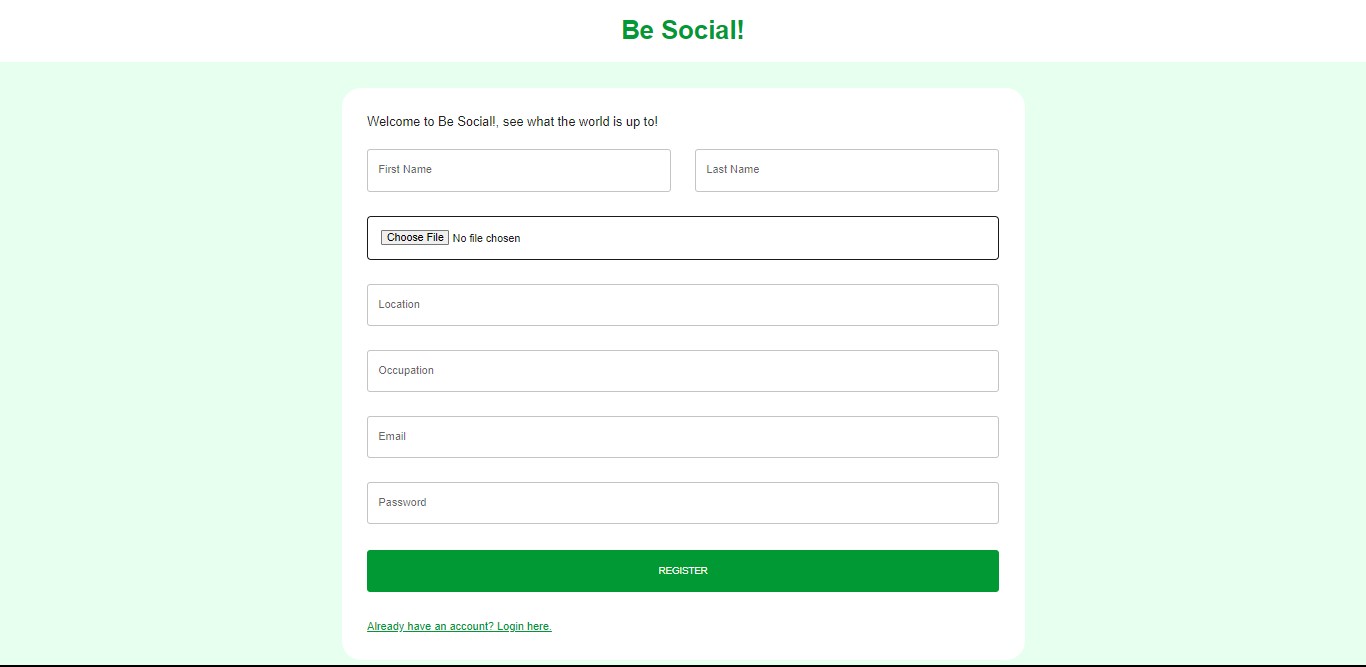 Be Social!
Welcome to Be Social!, see what the world is up to!
First Name
Last Name
Choose File No file chosen
Location
Occupation
Email
Password
REGISTER
Already have an account? Login here.